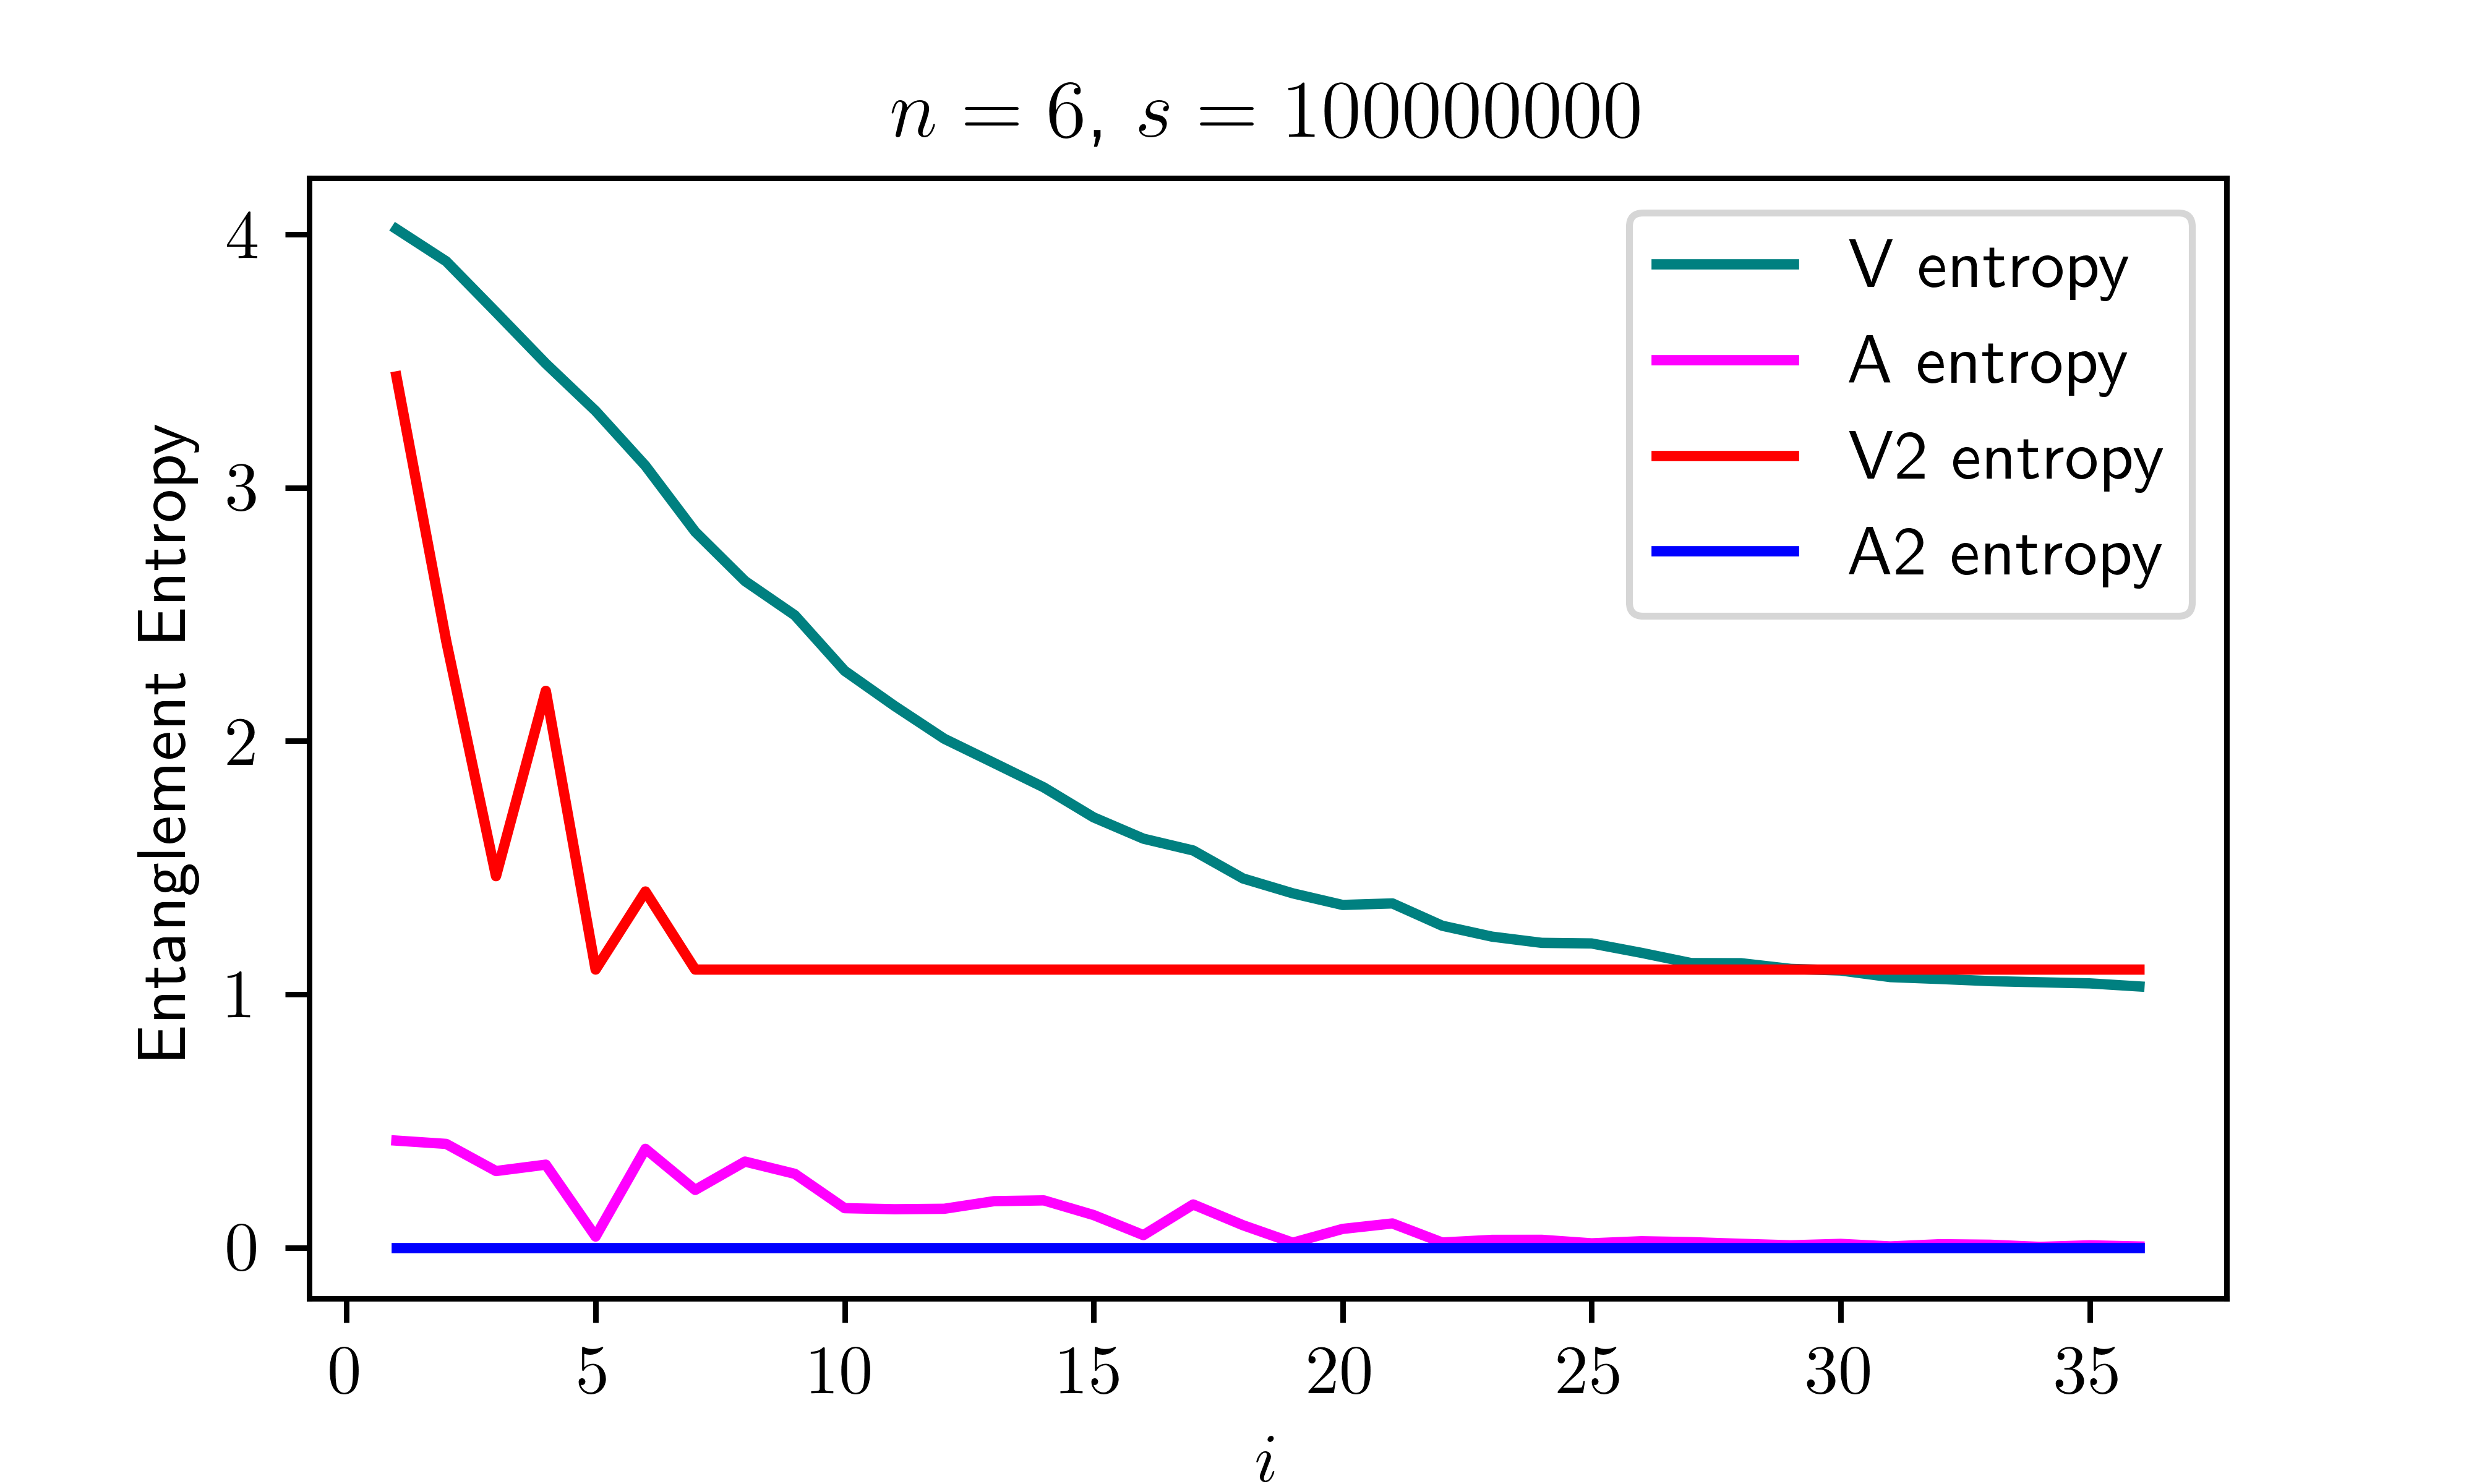 n = 6, s = 100000000
Entanglement Entropy
4
3
2
1
0
V entropy
A entropy
V2 entropy
A2 entropy
0 5 10 15 20 25 30 35
i